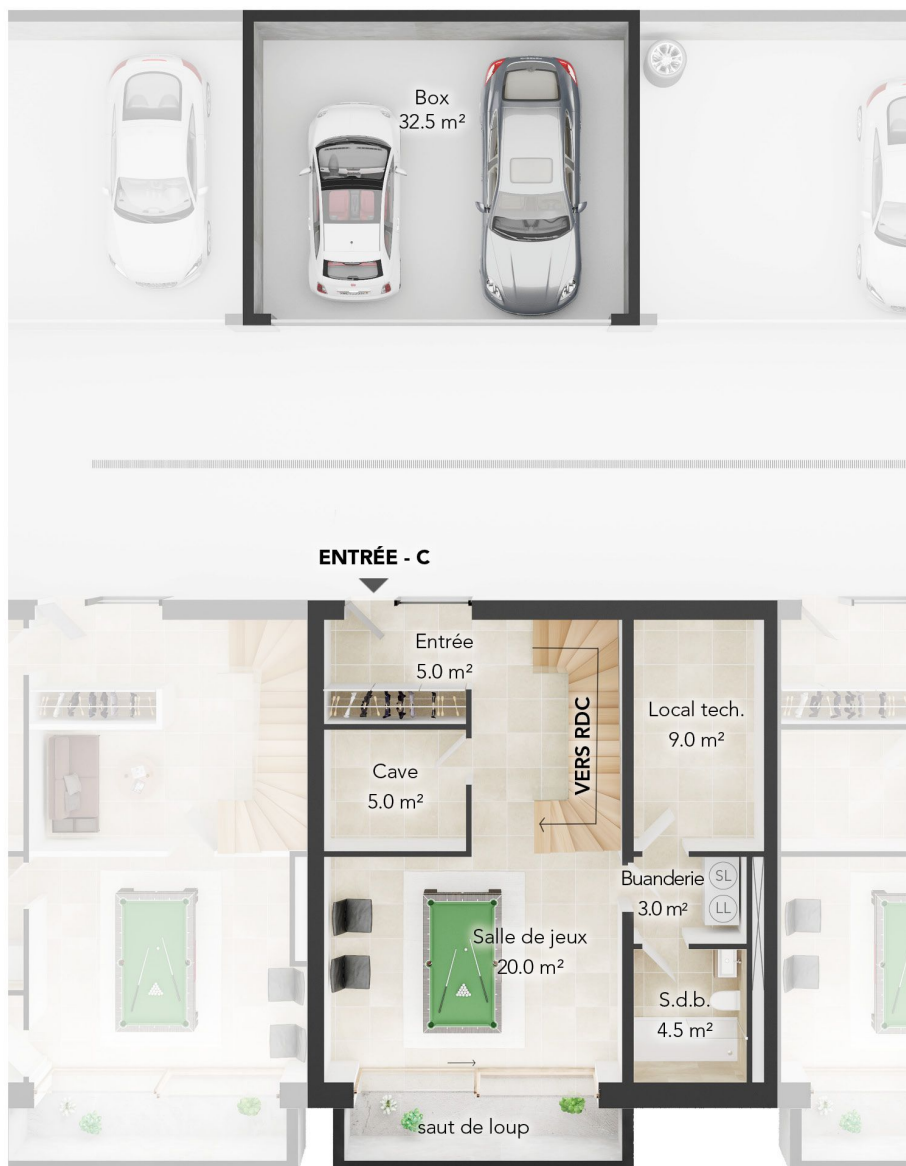 Box
32.5 m²
ENTRÉE - C
Entrée
5.0 m²
VERS RDC
Local tech.
9.0 m²
Cave
5.0 m²
Buanderie
3.0 m²
SL
LL
Salle de jeux
20.0 m²
S.d.b.
4.5 m²
saut de loup